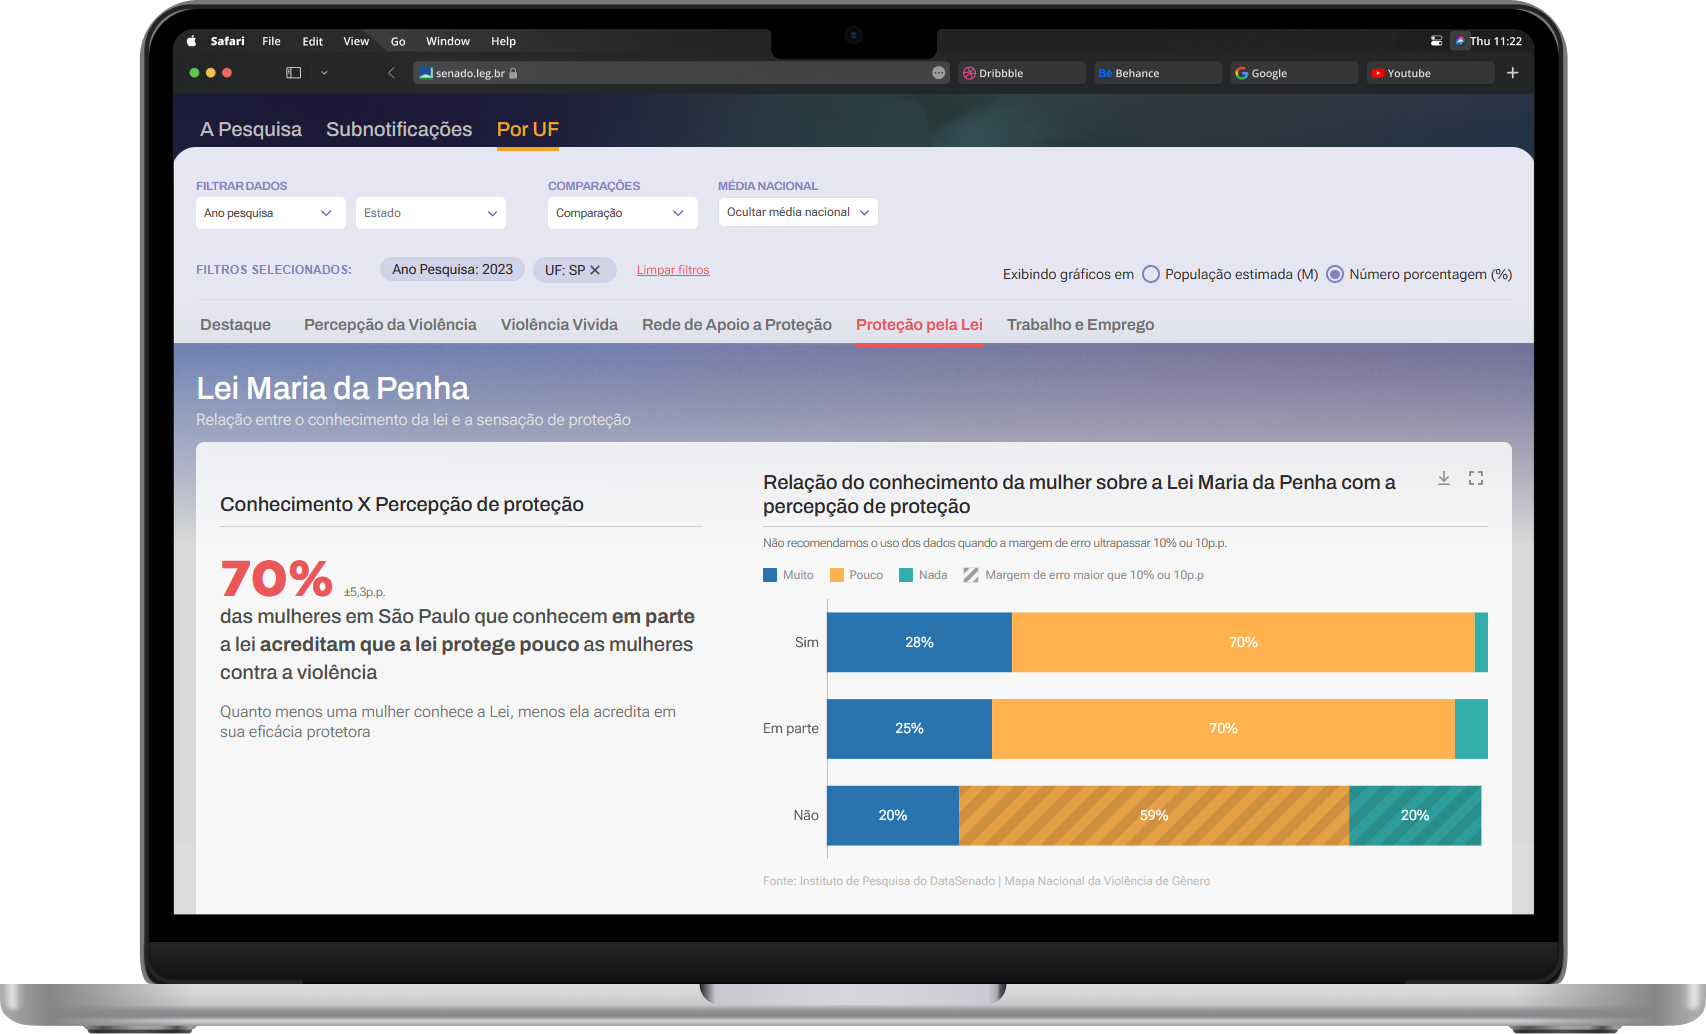 Safari File Edit View Go Window Help Thu 11:22
senado.leg.br Dribbble Bē Behance Google Youtube
A Pesquisa Subnotificações Por UF
FILTRAR DADOS COMPARAÇÕES MÉDIA NACIONAL
Ano pesquisa Estado Comparação Ocultar média nacional
FILTROS SELECIONADOS: Ano Pesquisa: 2023 UF: SP ✕ Limpar filtros
Exibindo gráficos em População estimada (M) Número porcentagem (%)
Destaque Percepção da Violência Violência Vivida Rede de Apoio a Proteção Proteção pela Lei Trabalho e Emprego
Lei Maria da Penha
Relação entre o conhecimento da lei e a sensação de proteção
Conhecimento X Percepção de proteção
70% ±5,3p.p.
das mulheres em São Paulo que conhecem em parte
a lei acreditam que a lei protege pouco as mulheres
contra a violência
Quanto menos uma mulher conhece a Lei, menos ela acredita em
sua eficácia protetora
Relação do conhecimento da mulher sobre a Lei Maria da Penha com a
percepção de proteção
Não recomendamos o uso dos dados quando a margem de erro ultrapassar 10% ou 10p.p.
Muito Pouco Nada Margem de erro maior que 10% ou 10p.p
Sim 28% 70%
Em parte 25% 70%
Não 20% 59% 20%
Fonte: Instituto de Pesquisa do DataSenado | Mapa Nacional da Violência de Gênero